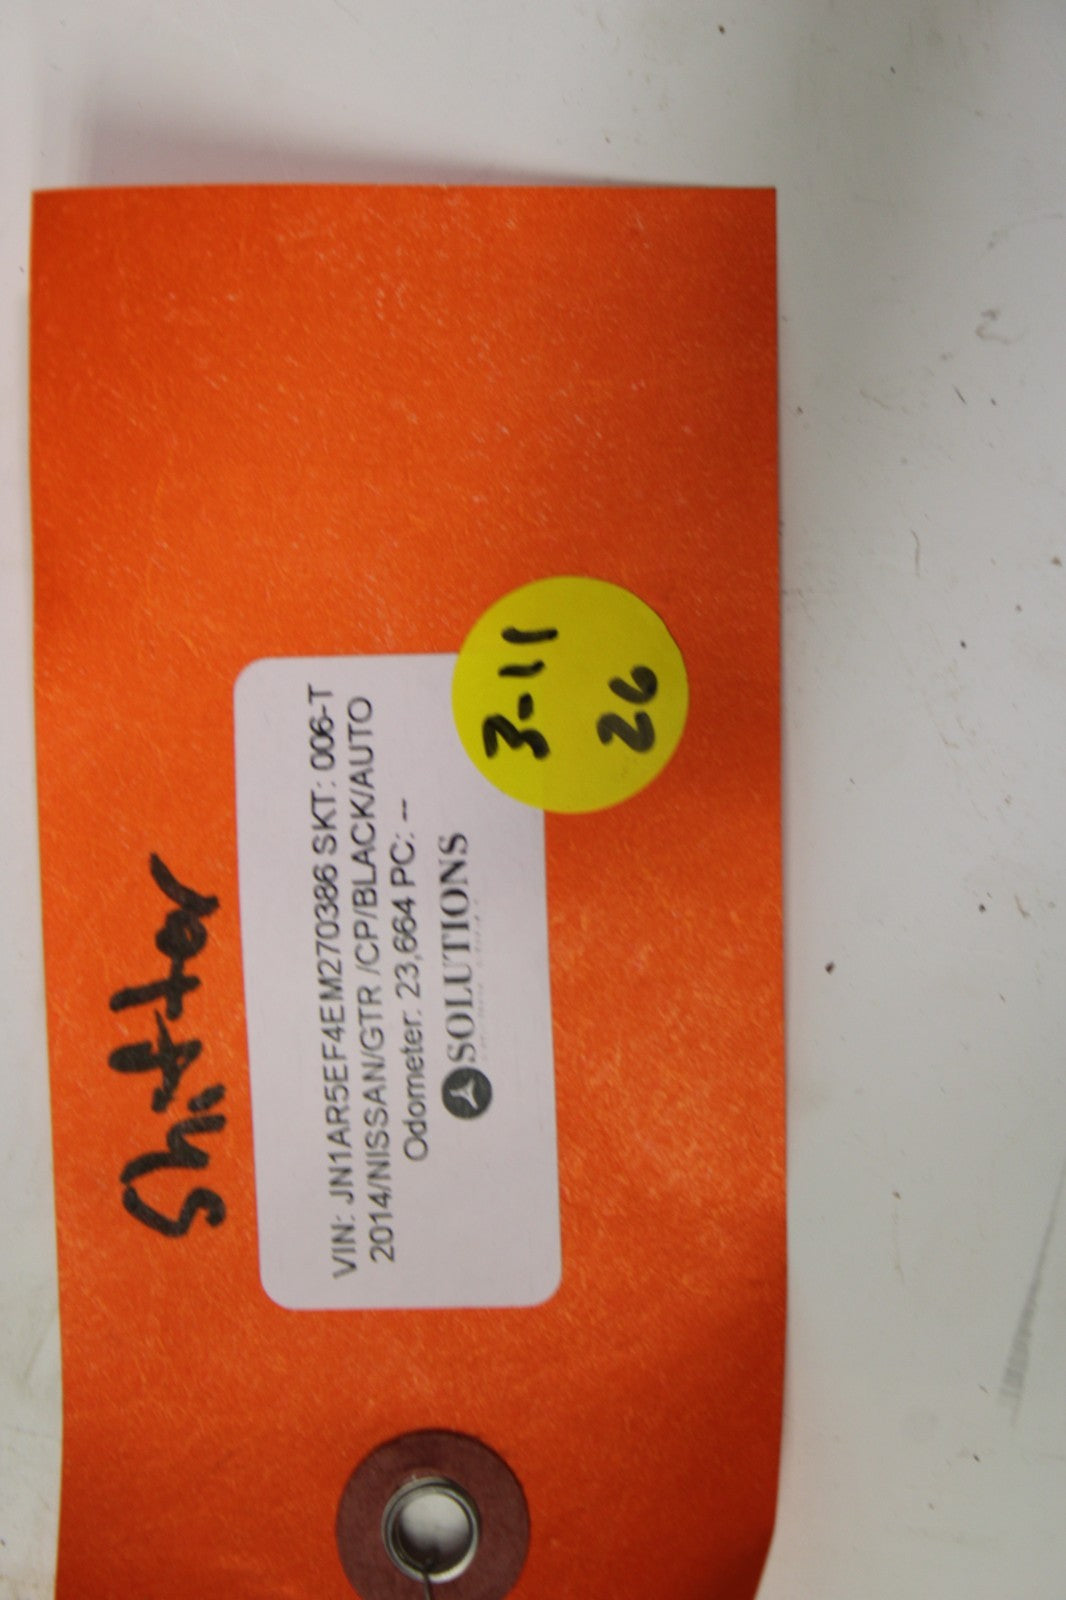 Shifter
VIN: JN1AR5EF4EM270386 SKT: 006-T
2014/NISSAN/GTR /CP/BLACK/AUTO
Odometer: 23,664 PC: --
SOLUTIONS
3-11
26